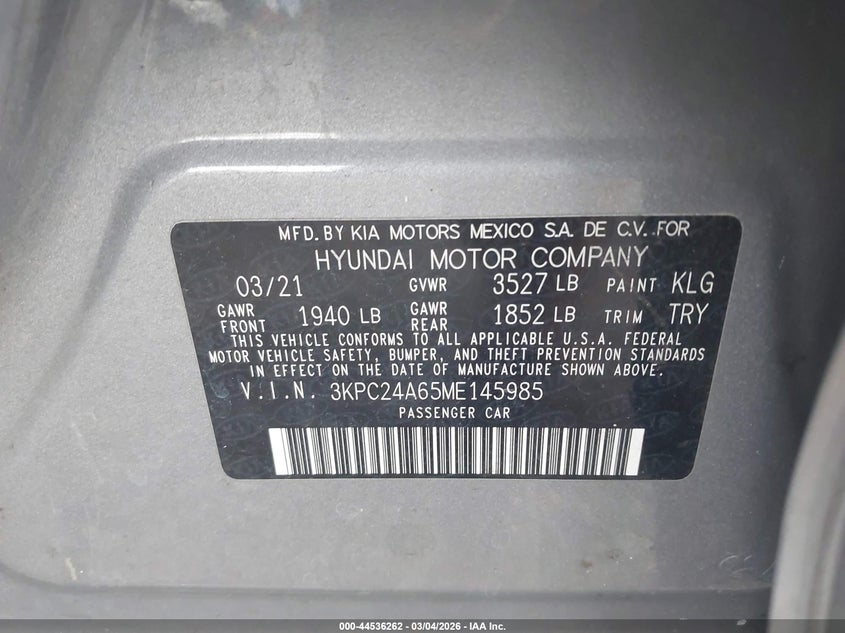 MFD. BY KIA MOTORS MEXICO S.A. DE C.V. FOR
HYUNDAI MOTOR COMPANY
03/21 GVWR 3527 LB PAINT KLG
GAWR FRONT 1940 LB GAWR REAR 1852 LB TRIM TRY
THIS VEHICLE CONFORMS TO ALL APPLICABLE U.S.A. FEDERAL
MOTOR VEHICLE SAFETY, BUMPER, AND THEFT PREVENTION STANDARDS
IN EFFECT ON THE DATE OF MANUFACTURE SHOWN ABOVE.
V.I.N. 3KPC24A65ME145985
PASSENGER CAR
000-44536262 - 03/04/2026 - IAA Inc.